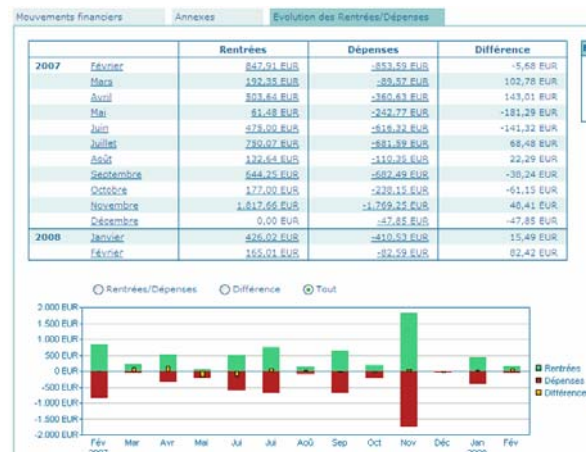 Mouvements financiers Annexes Evolution des Rentrées/Dépenses
Rentrées Dépenses Différence
2007 Février 847,91 EUR -853,59 EUR -5,68 EUR
Mars 192,35 EUR -89,57 EUR 102,78 EUR
Avril 503,64 EUR -360,63 EUR 143,01 EUR
Mai 61,48 EUR -242,77 EUR -181,29 EUR
Juin 475,00 EUR -616,32 EUR -141,32 EUR
Juillet 750,07 EUR -681,59 EUR 68,48 EUR
Août 132,64 EUR -110,35 EUR 22,29 EUR
Septembre 644,25 EUR -682,49 EUR -38,24 EUR
Octobre 177,00 EUR -238,15 EUR -61,15 EUR
Novembre 1.817,66 EUR -1.769,25 EUR 48,41 EUR
Décembre 0,00 EUR -47,85 EUR -47,85 EUR
2008 Janvier 426,02 EUR -410,53 EUR 15,49 EUR
Février 165,01 EUR -82,59 EUR 82,42 EUR
Rentrées/Dépenses Différence Tout
2.000 EUR
1.500 EUR
1.000 EUR
500 EUR
0 EUR
-500 EUR
-1.000 EUR
-1.500 EUR
-2.000 EUR
Rentrées
Dépenses
Différence
Fév Mar Avr Mai Jui Jui Aoû Sep Oct Nov Déc Jan Fév
2007 2008